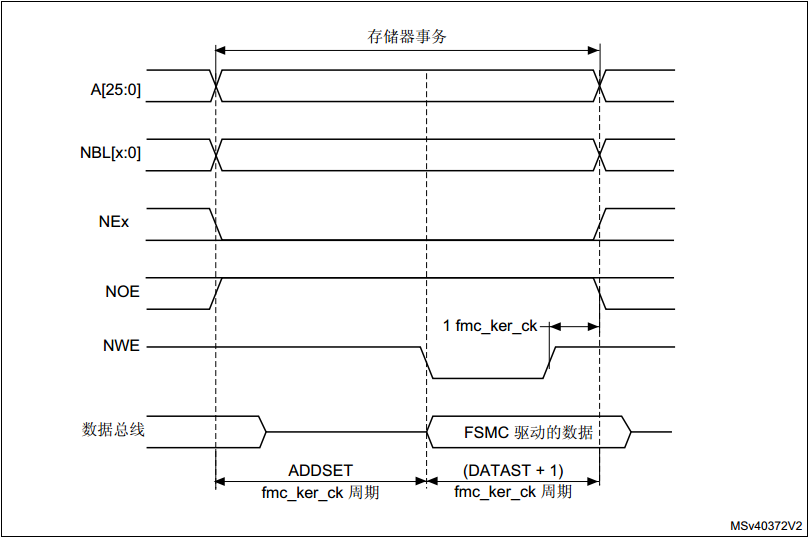 存储器事务
A[25:0]
NBL[x:0]
NEx
NOE
1 fmc_ker_ck
NWE
数据总线
FSMC 驱动的数据
ADDSET
fmc_ker_ck 周期
(DATAST + 1)
fmc_ker_ck 周期
MSv40372V2